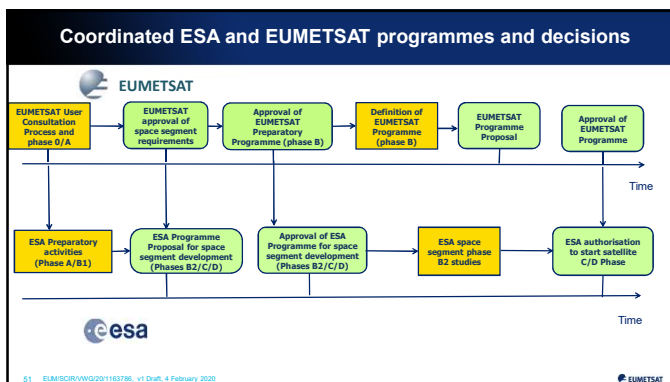 Coordinated ESA and EUMETSAT programmes and decisions
EUMETSAT
EUMETSAT User
Consultation
Process and
phase 0/A
EUMETSAT
approval of
space segment
requirements
Approval of
EUMETSAT
Preparatory
Programme (phase B)
Definition of
EUMETSAT
Programme
(phase B)
EUMETSAT
Programme
Proposal
Approval of
EUMETSAT
Programme
Time
ESA Preparatory
activities
(Phase A/B1)
ESA Programme
Proposal for space
segment development
(Phases B2/C/D)
Approval of ESA
Programme for space
segment development
(Phases B2/C/D)
ESA space
segment phase
B2 studies
ESA authorisation
to start satellite
C/D Phase
Time
esa
51 EUM/SCIR/VWG/20/1163786, v1 Draft, 4 February 2020
EUMETSAT